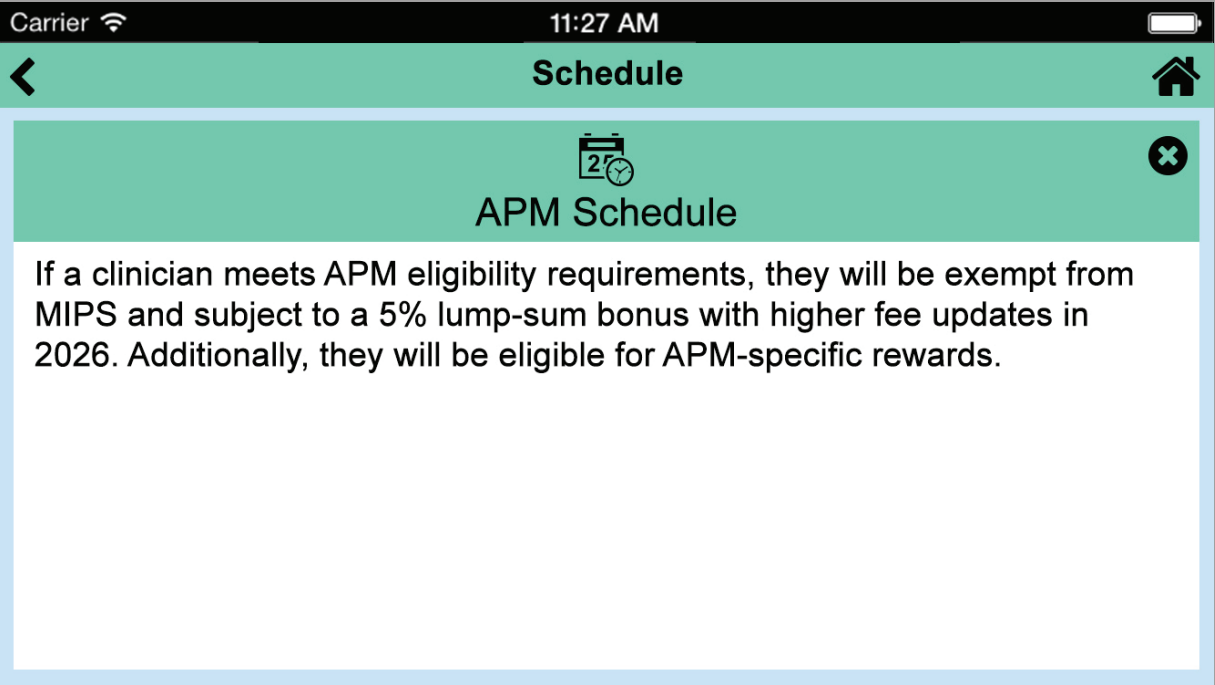 Carrier 11:27 AM
Schedule
25
APM Schedule
If a clinician meets APM eligibility requirements, they will be exempt from
MIPS and subject to a 5% lump-sum bonus with higher fee updates in
2026. Additionally, they will be eligible for APM-specific rewards.